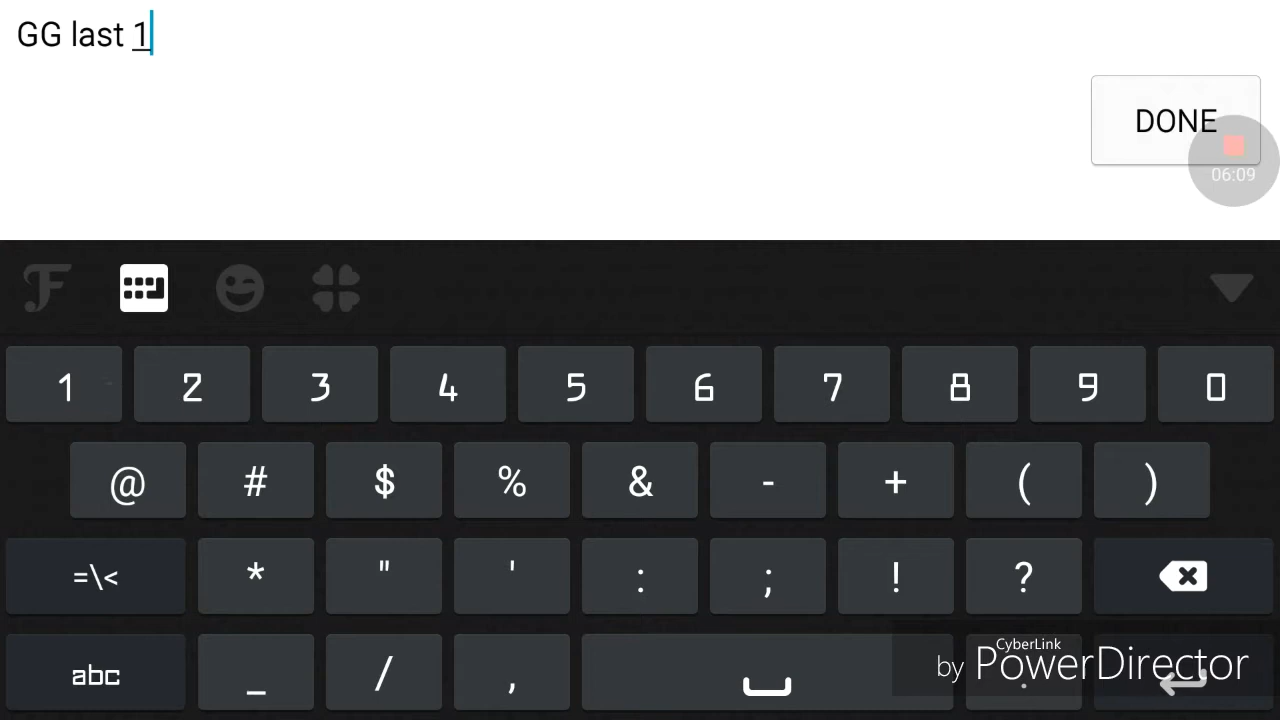 GG last 1
DONE
06:09
F
1 2 3 4 5 6 7 8 9 0
@ # $ % & - + ( )
=\< * " ' : ; ! ?
abc _ / , .
CyberLink
by PowerDirector